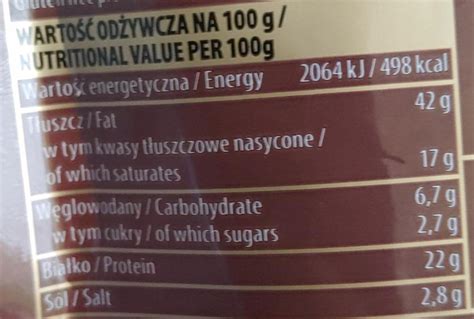 WARTOŚĆ ODŻYWCZA NA 100 g /
NUTRITIONAL VALUE PER 100g
Wartość energetyczna / Energy 2064 kJ / 498 kcal
Tłuszcz / Fat 42 g
w tym kwasy tłuszczowe nasycone /
of which saturates 17 g
Węglowodany / Carbohydrate 6,7 g
w tym cukry / of which sugars 2,7 g
Białko / Protein 22 g
Sól / Salt 2,8 g